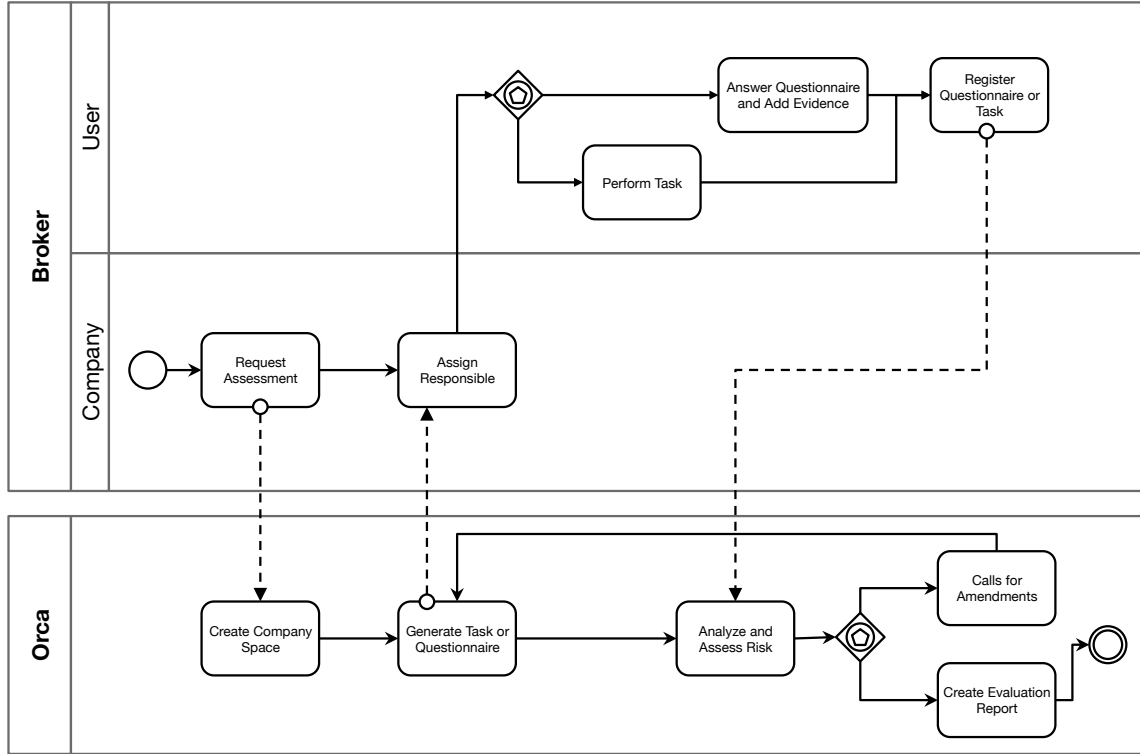 Broker
User
Answer Questionnaire
and Add Evidence
Register
Questionnaire or
Task
Perform Task
Company
Request
Assessment
Assign
Responsible
Orca
Create Company
Space
Generate Task or
Questionnaire
Analyze and
Assess Risk
Calls for
Amendments
Create Evaluation
Report